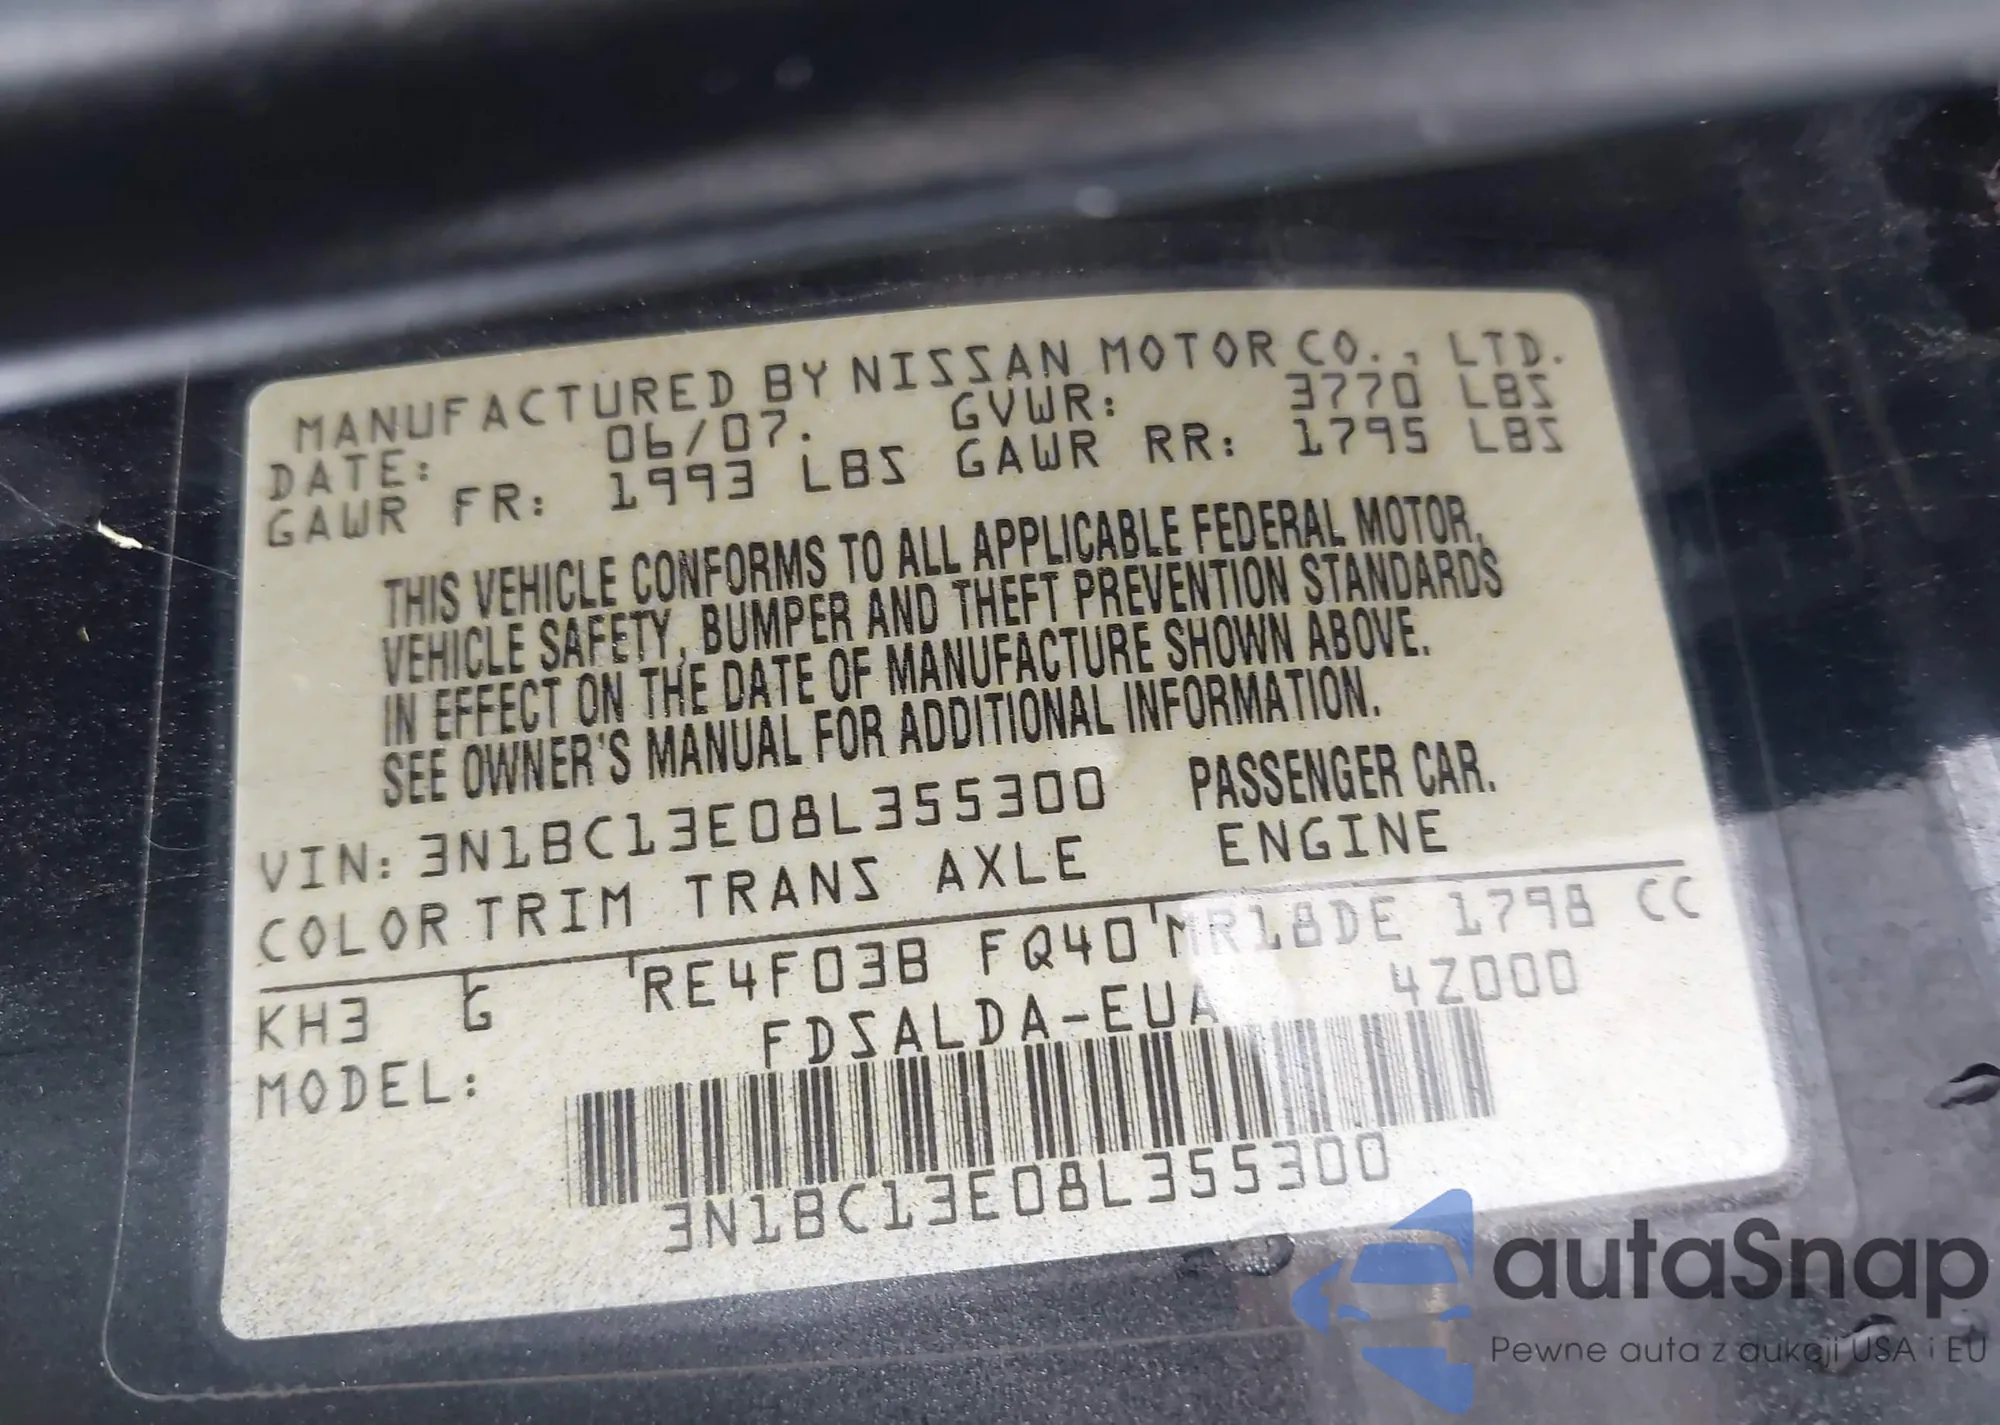 MANUFACTURED BY NISSAN MOTOR CO., LTD.
DATE: 06/07. GVWR: 3770 LBS
GAWR FR: 1993 LBS GAWR RR: 1795 LBS
THIS VEHICLE CONFORMS TO ALL APPLICABLE FEDERAL MOTOR,
VEHICLE SAFETY, BUMPER AND THEFT PREVENTION STANDARDS
IN EFFECT ON THE DATE OF MANUFACTURE SHOWN ABOVE.
SEE OWNER'S MANUAL FOR ADDITIONAL INFORMATION.
VIN: 3N1BC13E08L355300 PASSENGER CAR.
COLOR TRIM TRANS AXLE ENGINE
KH3 G RE4F03B FQ40 MR18DE 1798 CC
MODEL: FDSALDA-EUA 4Z000
3N1BC13E08L355300
autaSnap
Pewne auta z aukcji USA i EU